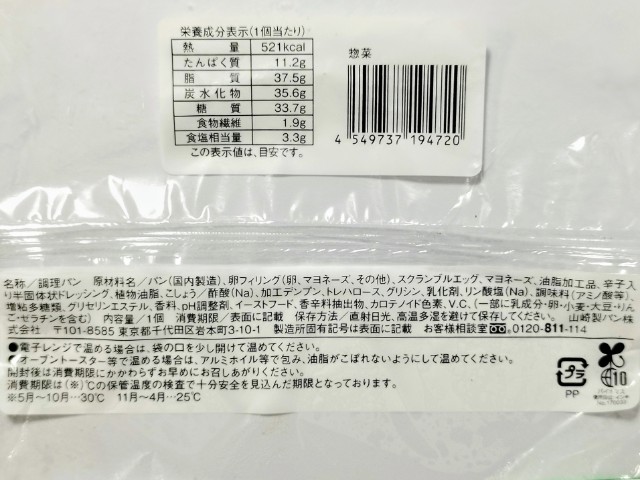 栄養成分表示(1個当たり)
熱量 521kcal
たんぱく質 11.2g
脂質 37.5g
炭水化物 35.6g
糖質 33.7g
食物繊維 1.9g
食塩相当量 3.3g
この表示値は、目安です。
惣菜
4 549737 194720
名称/調理パン 原材料名/パン(国内製造)、卵フィリング(卵、マヨネーズ、その他)、スクランブルエッグ、マヨネーズ、油脂加工品、辛子入
り半固体状ドレッシング、植物油脂、こしょう/酢酸(Na)、加工デンプン、トレハロース、グリシン、乳化剤、リン酸塩(Na)、調味料(アミノ酸等)、
増粘多糖類、グリセリンエステル、香料、pH調整剤、イーストフード、香辛料抽出物、カロテノイド色素、V.C、(一部に乳成分・卵・小麦・大豆・りん
ご・ゼラチンを含む) 内容量/1個 消費期限/表面に記載 保存方法/直射日光、高温多湿を避けて保存してください。 山崎製パン株
式会社 〒101-8585 東京都千代田区岩本町3-10-1 製造所固有記号は表面に記載 お客様相談室 0120-811-114
●電子レンジで温める場合は、袋の口を少し開けて温めてください。
●オーブントースター等で温める場合は、アルミホイル等で包み、油脂がこぼれないようにして温めてください。
開封後は消費期限にかかわらずお早めにお召しあがりください。
消費期限は(※)℃の保管温度の検査で十分安全を見込んだ期限となっております。
※5月~10月…30℃ 11月~4月…25℃
プラ
PP
10